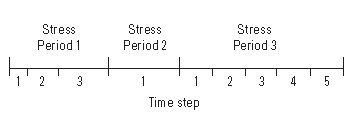 Stress Period 1
Stress Period 2
Stress Period 3
1 2 3 1 1 2 3 4 5
Time step